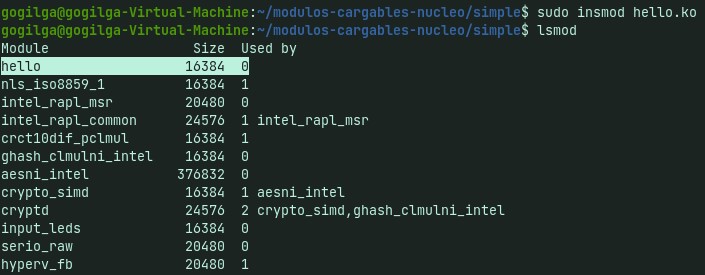 gogilga@gogilga-Virtual-Machine:~/modulos-cargables-nucleo/simple$ sudo insmod hello.ko
gogilga@gogilga-Virtual-Machine:~/modulos-cargables-nucleo/simple$ lsmod
Module                  Size  Used by
hello                  16384  0
nls_iso8859_1          16384  1
intel_rapl_msr         20480  0
intel_rapl_common      24576  1 intel_rapl_msr
crct10dif_pclmul       16384  1
ghash_clmulni_intel    16384  0
aesni_intel           376832  0
crypto_simd            16384  1 aesni_intel
cryptd                 24576  2 crypto_simd,ghash_clmulni_intel
input_leds             16384  0
serio_raw              20480  0
hyperv_fb              20480  1